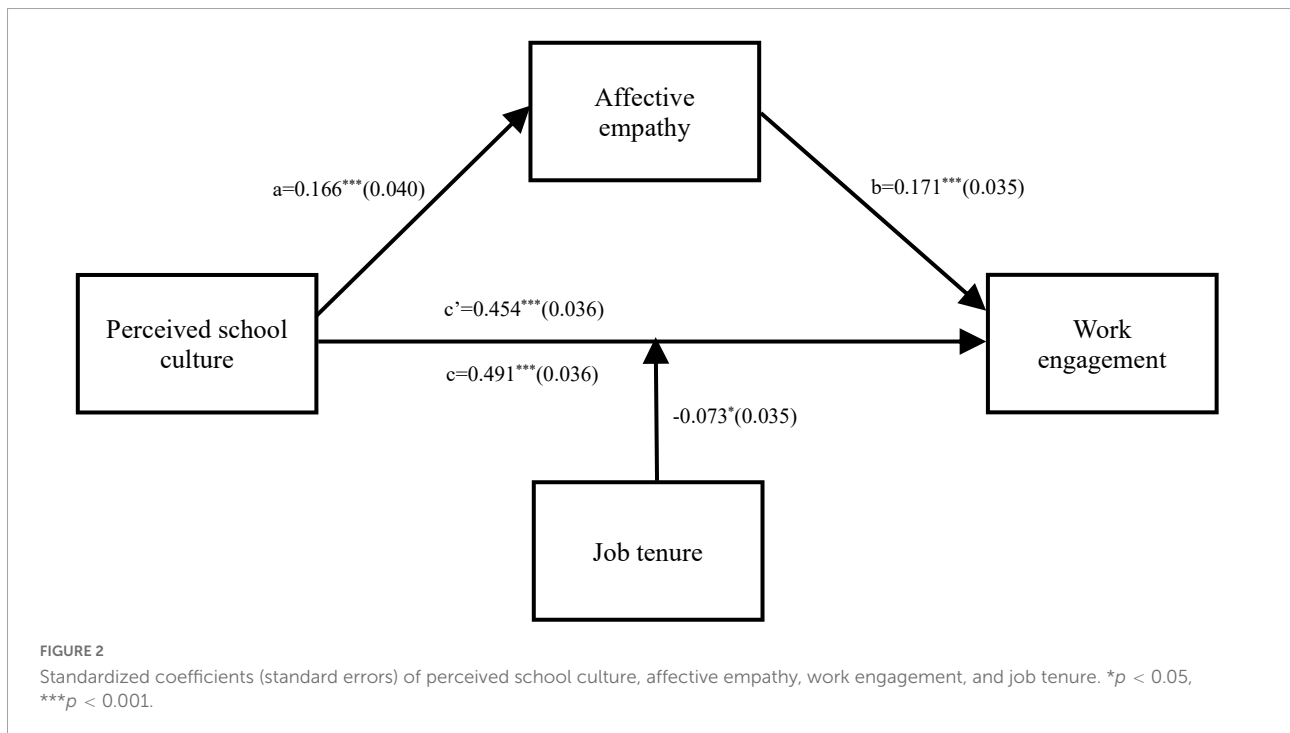 Affective
empathy
a=0.166***(0.040)
b=0.171***(0.035)
Perceived school
culture
c’=0.454***(0.036)
c=0.491***(0.036)
Work
engagement
-0.073*(0.035)
Job tenure
FIGURE 2
Standardized coefficients (standard errors) of perceived school culture, affective empathy, work engagement, and job tenure. *p < 0.05,
***p < 0.001.